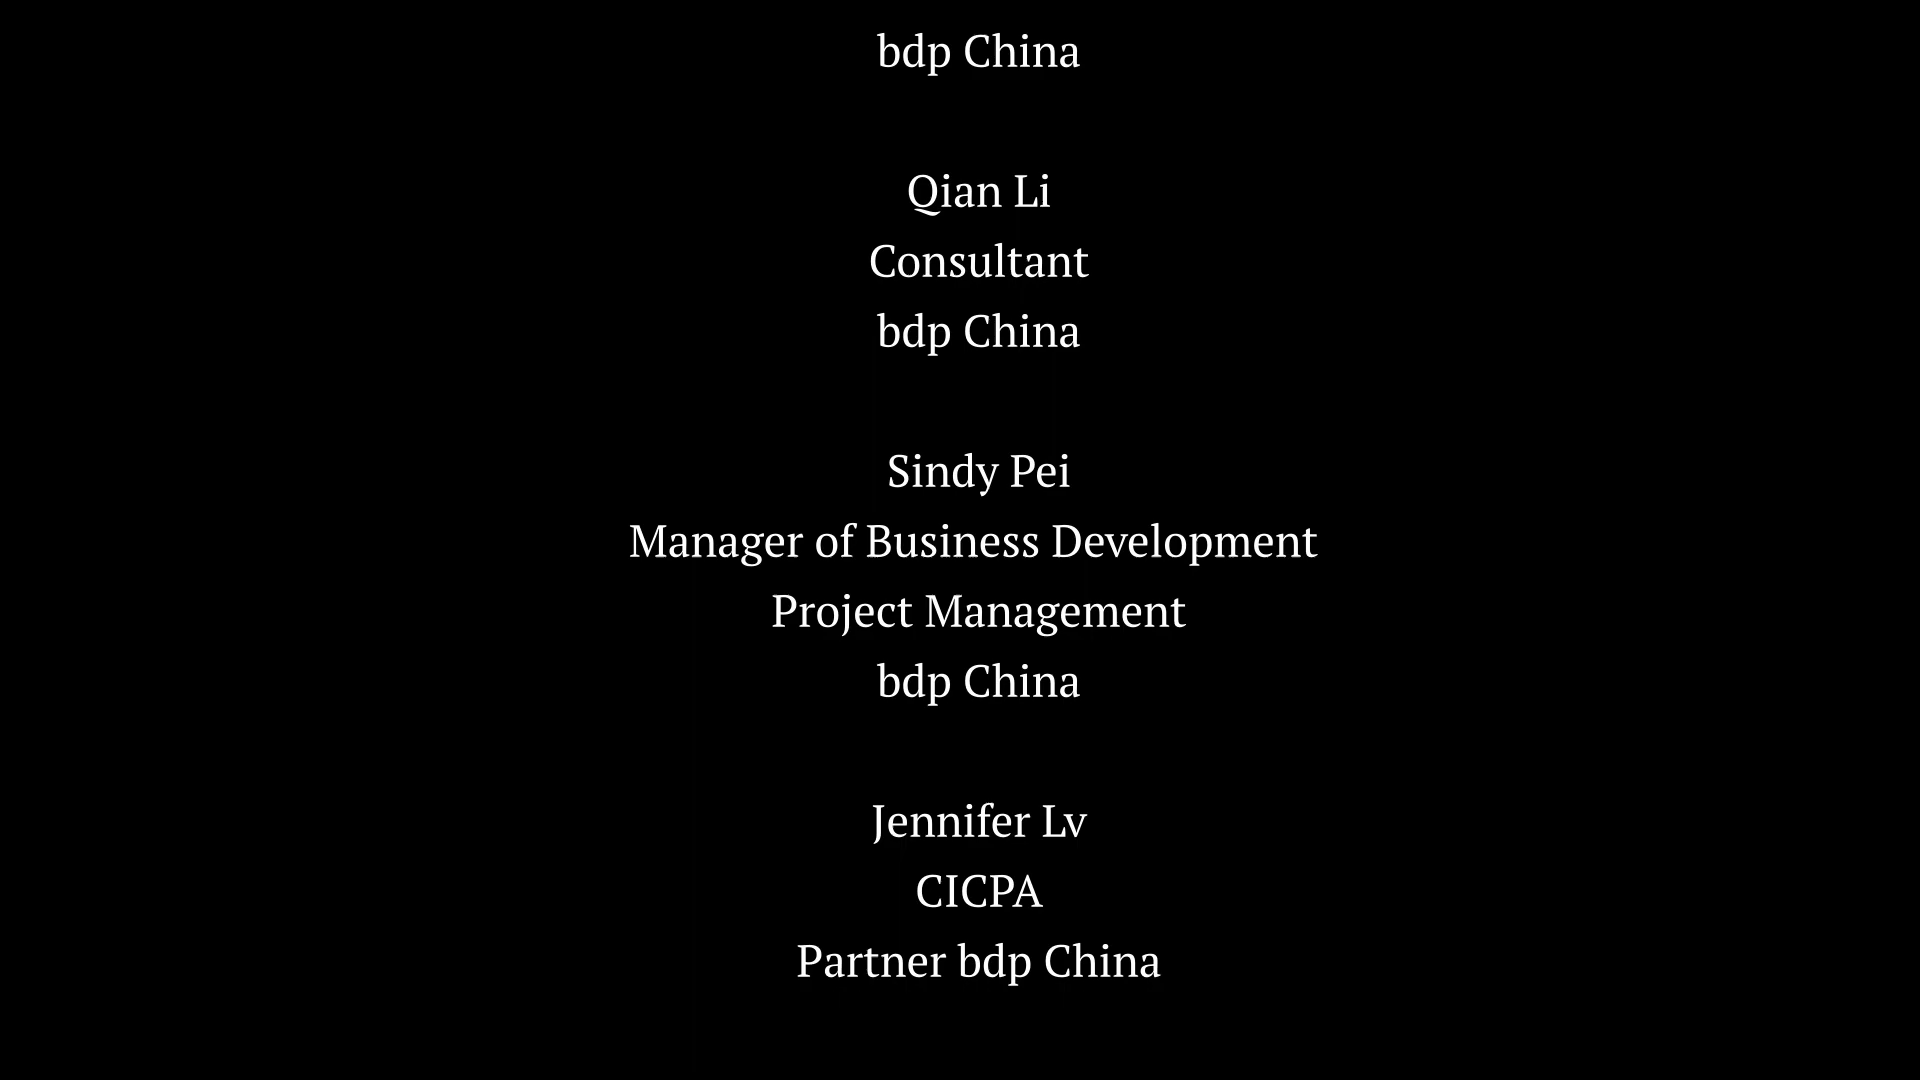 bdp China
Qian Li
Consultant
bdp China
Sindy Pei
Manager of Business Development
Project Management
bdp China
Jennifer Lv
CICPA
Partner bdp China